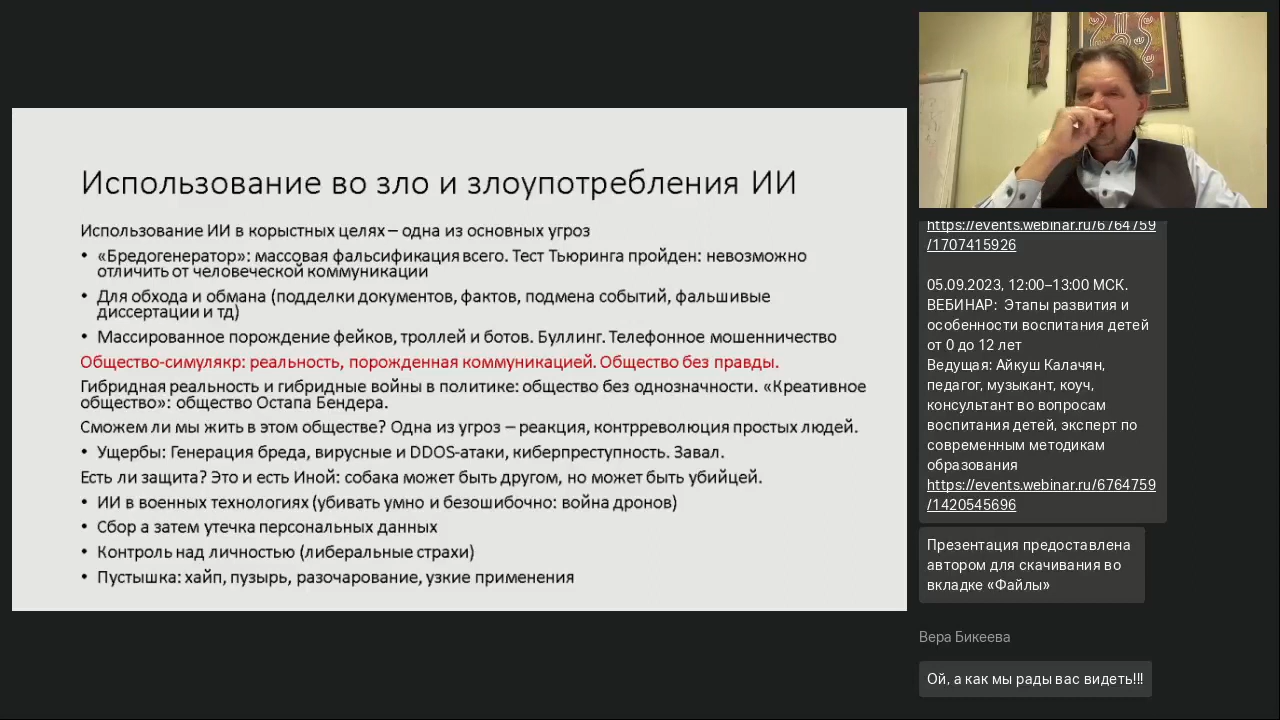 Использование во зло и злоупотребления ИИ
Использование ИИ в корыстных целях – одна из основных угроз
• «Бредогенератор»: массовая фальсификация всего. Тест Тьюринга пройден: невозможно
отличить от человеческой коммуникации
• Для обхода и обмана (подделки документов, фактов, подмена событий, фальшивые
диссертации и тд)
• Массированное порождение фейков, троллей и ботов. Буллинг. Телефонное мошенничество
Общество-симулякр: реальность, порожденная коммуникацией. Общество без правды.
Гибридная реальность и гибридные войны в политике: общество без однозначности. «Креативное
общество»: общество Остапа Бендера.
Сможем ли мы жить в этом обществе? Одна из угроз – реакция, контрреволюция простых людей.
• Ущербы: Генерация бреда, вирусные и DDOS-атаки, киберпреступность. Завал.
Есть ли защита? Это и есть Иной: собака может быть другом, но может быть убийцей.
• ИИ в военных технологиях (убивать умно и безошибочно: война дронов)
• Сбор а затем утечка персональных данных
• Контроль над личностью (либеральные страхи)
• Пустышка: хайп, пузырь, разочарование, узкие применения
https://events.webinar.ru/6764759
/1707415926
05.09.2023, 12:00–13:00 МСК.
ВЕБИНАР: Этапы развития и
особенности воспитания детей
от 0 до 12 лет
Ведущая: Айкуш Калачян,
педагог, музыкант, коуч,
консультант во вопросам
воспитания детей, эксперт по
современным методикам
образования
https://events.webinar.ru/6764759
/1420545696
Презентация предоставлена
автором для скачивания во
вкладке «Файлы»
Вера Бикеева
Ой, а как мы рады вас видеть!!!